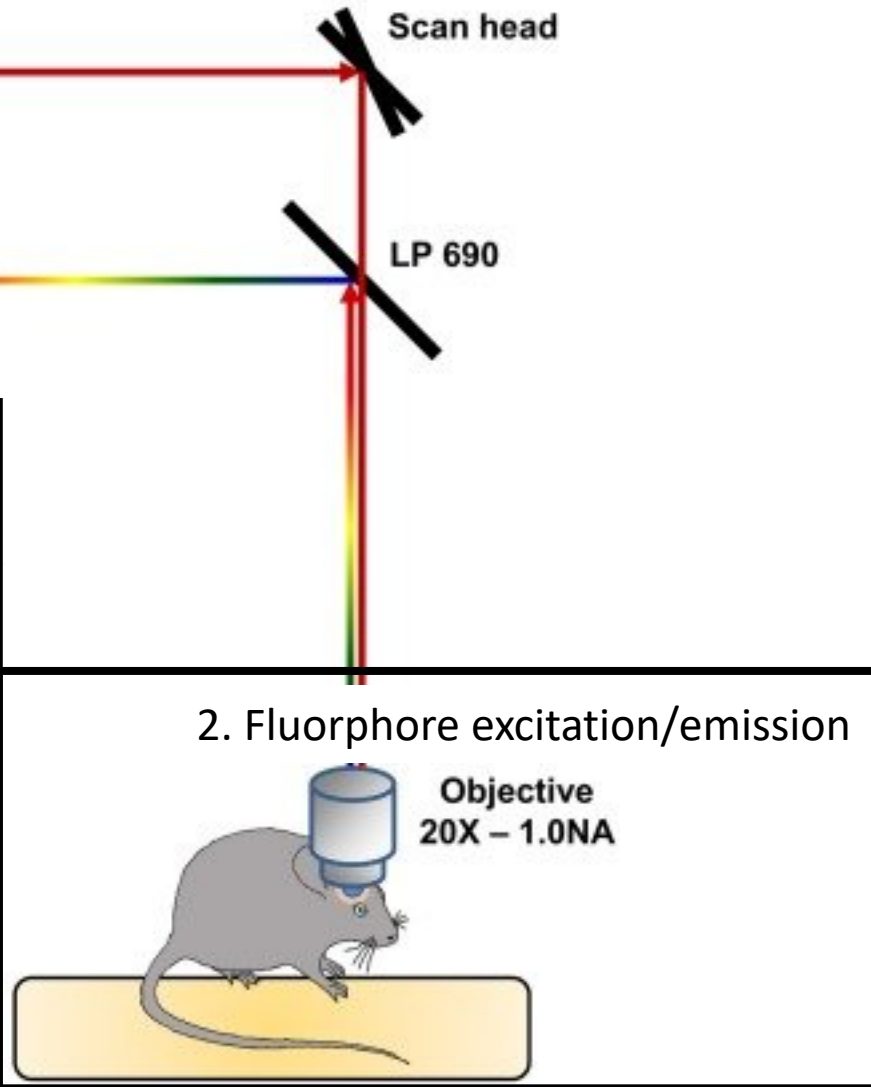 Scan head
LP 690
2. Fluorphore excitation/emission
Objective
20X – 1.0NA